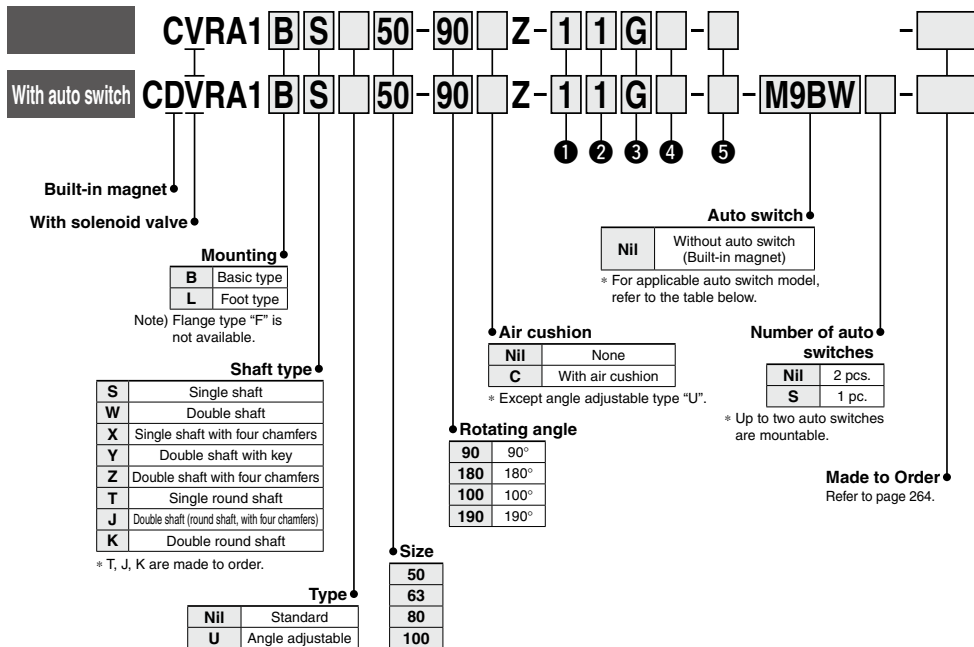 CVRA1 B S 50-90 Z-1 1 G - -
With auto switch CDVRA1 B S 50-90 Z-1 1 G - - M9BW -
❶ ❷ ❸ ❹ ❺
Built-in magnet
With solenoid valve
Mounting
B Basic type
L Foot type
Note) Flange type “F” is
not available.
Shaft type
S Single shaft
W Double shaft
X Single shaft with four chamfers
Y Double shaft with key
Z Double shaft with four chamfers
T Single round shaft
J Double shaft (round shaft, with four chamfers)
K Double round shaft
* T, J, K are made to order.
Type
Nil Standard
U Angle adjustable
Size
50
63
80
100
Rotating angle
90 90°
180 180°
100 100°
190 190°
Air cushion
Nil None
C With air cushion
* Except angle adjustable type “U”.
Auto switch
Nil Without auto switch
(Built-in magnet)
* For applicable auto switch model,
refer to the table below.
Number of auto
switches
Nil 2 pcs.
S 1 pc.
* Up to two auto switches
are mountable.
Made to Order
Refer to page 264.